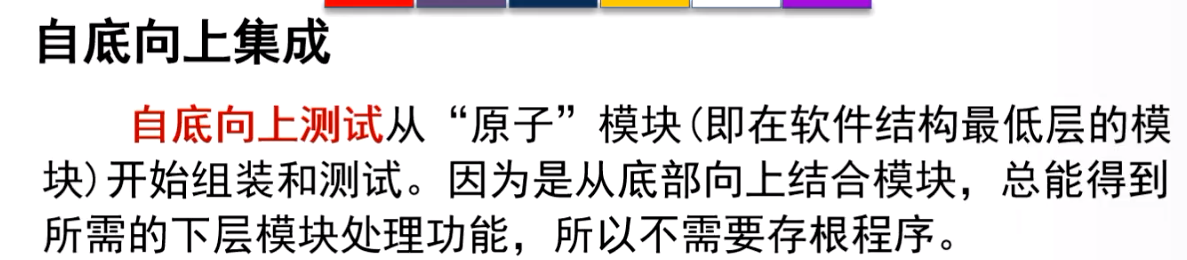 自底向上集成
自底向上测试从“原子”模块(即在软件结构最低层的模
块)开始组装和测试。因为是从底部向上结合模块，总能得到
所需的下层模块处理功能，所以不需要存根程序。